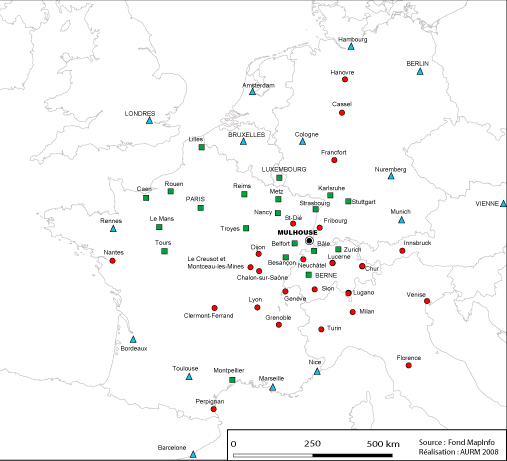 Hambourg
BERLIN
Hanovre
Amsterdam
Cassel
LONDRES
BRUXELLES
Cologne
Lilles
Francfort
LUXEMBOURG
Nuremberg
Caen
Rouen
Reims
Metz
Karlsruhe
PARIS
Strasbourg
Stuttgart
VIENNE
Nancy
St-Dié
Munich
Rennes
Le Mans
Troyes
MULHOUSE
Fribourg
Tours
Dijon
Belfort
Bâle
Zurich
Innsbruck
Nantes
Le Creusot et
Montceau-les-Mines
Besançon
Neuchâtel
Lucerne
Chur
Chalon-sur-Saône
BERNE
Genève
Sion
Lugano
Venise
Lyon
Clermont-Ferrand
Grenoble
Milan
Turin
Bordeaux
Florence
Nice
Toulouse
Montpellier
Marseille
Perpignan
Barcelone
0 250 500 km
Source : Fond MapInfo
Réalisation : AURM 2008